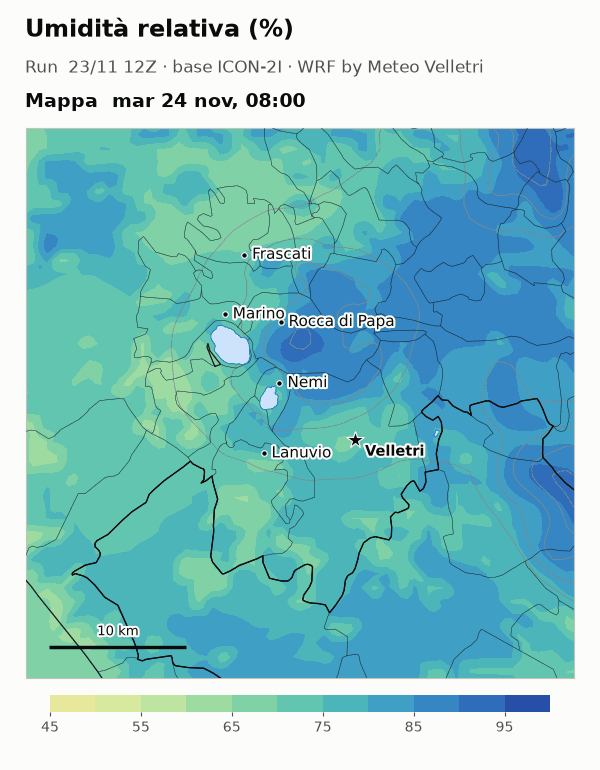 Umidità relativa (%)
Run  23/11 12Z · base ICON-2I · WRF by Meteo Velletri
Mappa  mar 24 nov, 08:00
Frascati
Marino
Rocca di Papa
Nemi
Velletri
Lanuvio
10 km
45 55 65 75 85 95